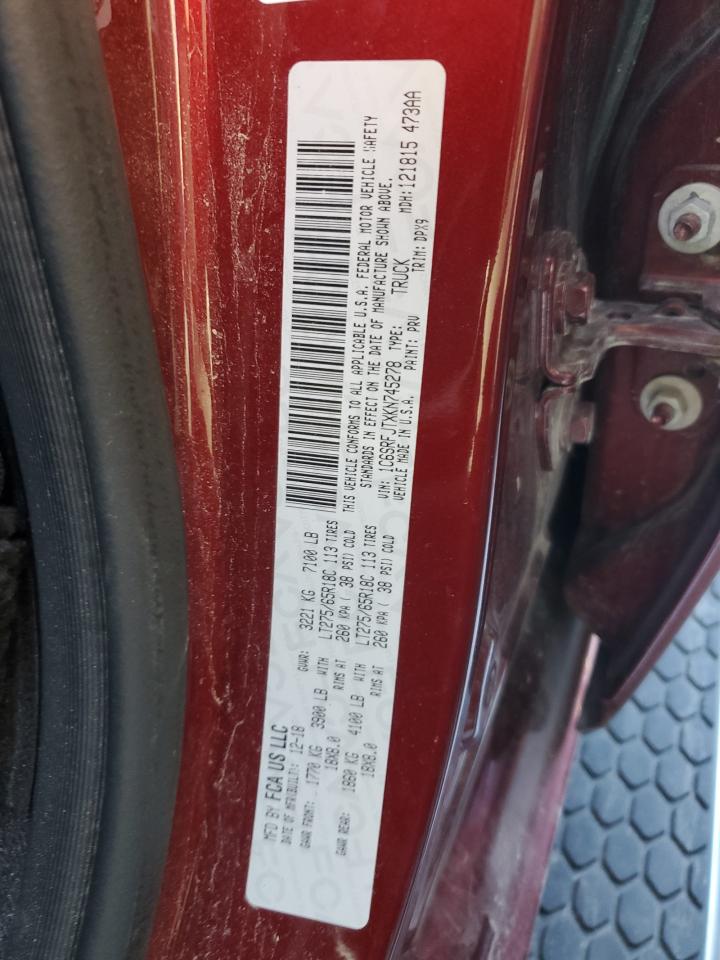 MFD BY FCA US LLC
DATE OF MFR(BUILT): 12-18
GVWR: 3221 KG 7100 LB
GAWR FRONT: 1770 KG 3900 LB WITH LT275/65R18C 113 TIRES
18X8.0 RIMS AT 260 KPA ( 38 PSI) COLD
GAWR REAR: 1860 KG 4100 LB WITH LT275/65R18C 113 TIRES
18X8.0 RIMS AT 260 KPA ( 38 PSI) COLD
THIS VEHICLE CONFORMS TO ALL APPLICABLE U.S.A. FEDERAL MOTOR VEHICLE SAFETY
STANDARDS IN EFFECT ON THE DATE OF MANUFACTURE SHOWN ABOVE.
VIN: 1C6SRFJTXKN745278 TYPE: TRUCK MDH:121815 473AA
VEHICLE MADE IN U.S.A. PAINT: PRV TRIM: DPX9